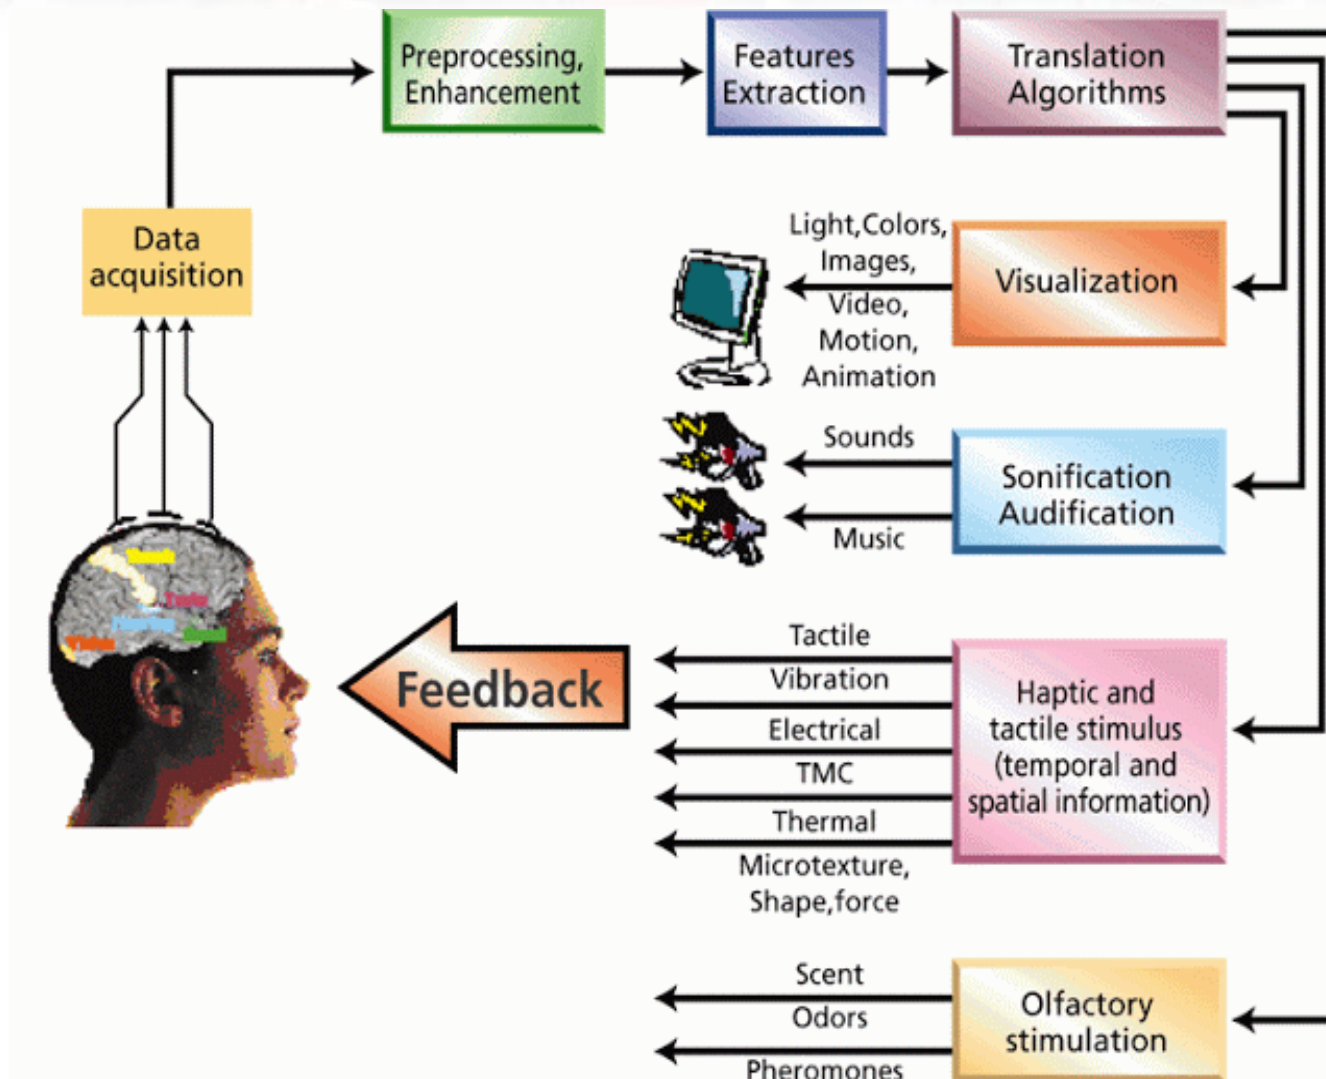 Preprocessing,
Enhancement
Features
Extraction
Translation
Algorithms
Data
acquisition
Light,Colors,
Images,
Video,
Motion,
Animation
Visualization
Sounds
Music
Sonification
Audification
Feedback
Tactile
Vibration
Electrical
TMC
Thermal
Microtexture,
Shape,force
Haptic and
tactile stimulus
(temporal and
spatial information)
Scent
Odors
Pheromones
Olfactory
stimulation